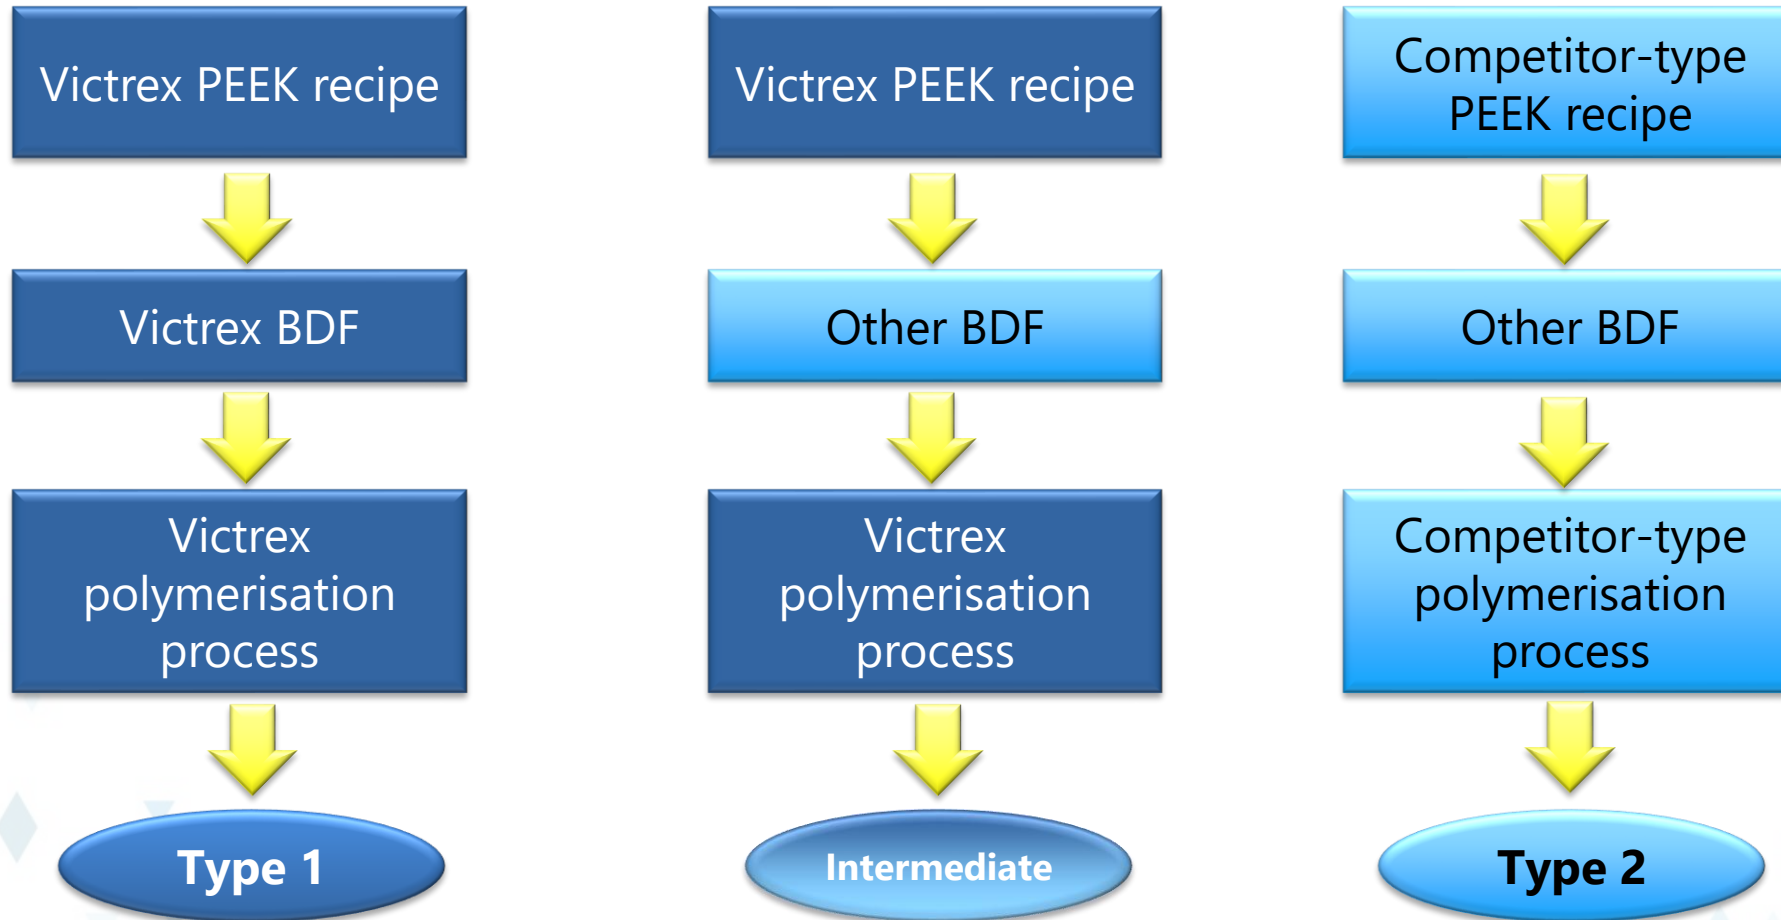 Victrex PEEK recipe
Victrex BDF
Victrex
polymerisation
process
Type 1
Victrex PEEK recipe
Other BDF
Victrex
polymerisation
process
Intermediate
Competitor-type
PEEK recipe
Other BDF
Competitor-type
polymerisation
process
Type 2